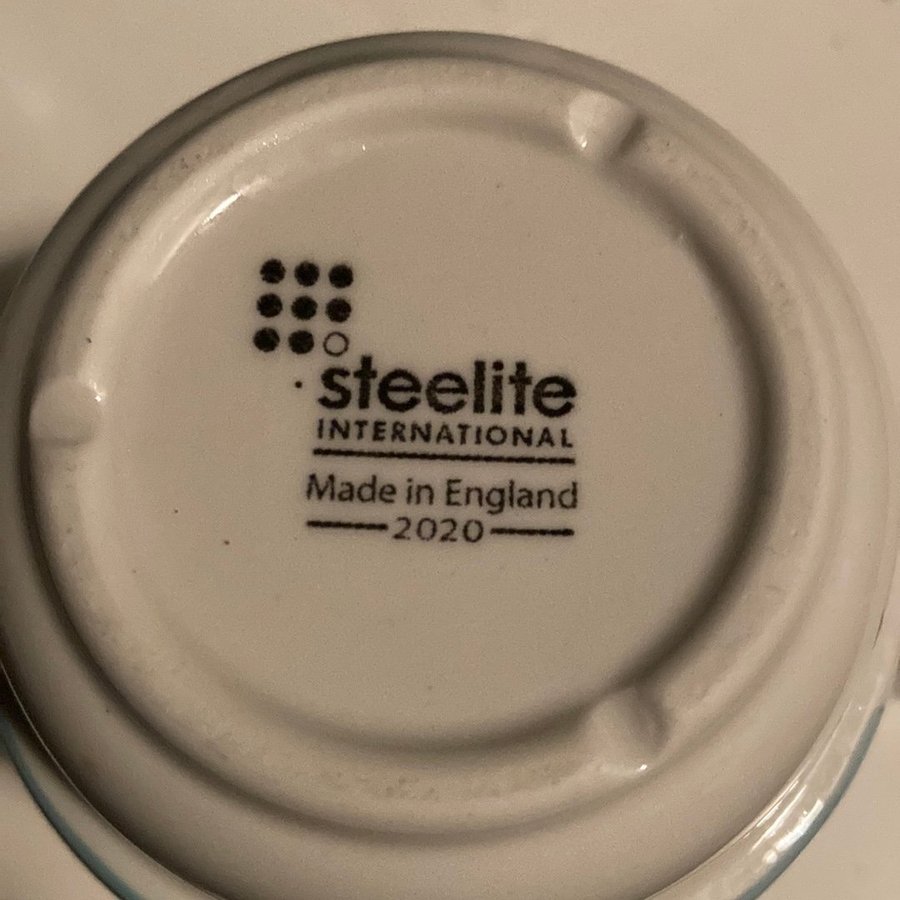 steelite
INTERNATIONAL
Made in England
2020